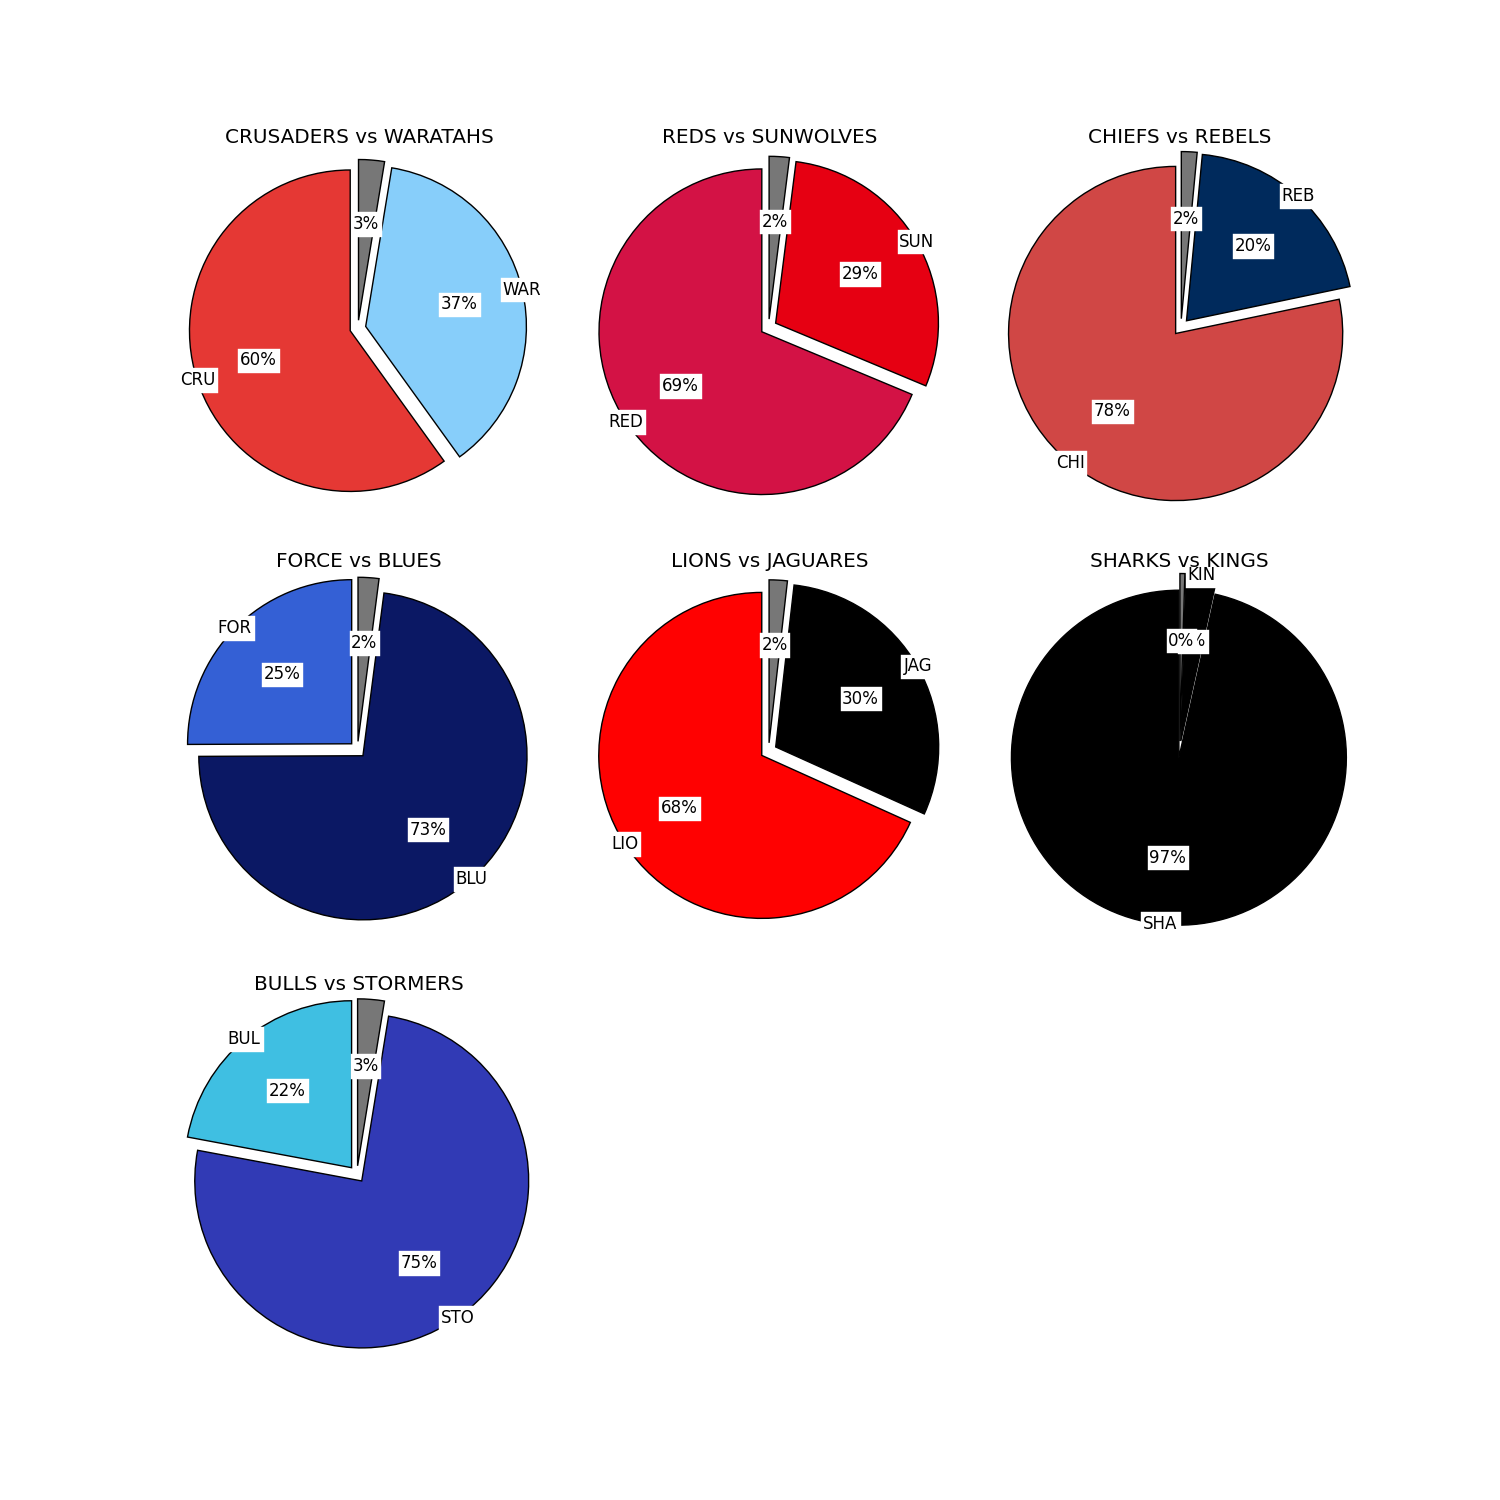 CRUSADERS vs WARATAHS
3%
WAR
37%
60%
CRU
REDS vs SUNWOLVES
2%
SUN
29%
69%
RED
CHIEFS vs REBELS
REB
2%
20%
78%
CHI
FORCE vs BLUES
FOR
2%
25%
73%
BLU
LIONS vs JAGUARES
2%
JAG
30%
68%
LIO
SHARKS vs KINGS
KIN
0%
97%
SHA
BULLS vs STORMERS
BUL
3%
22%
75%
STO